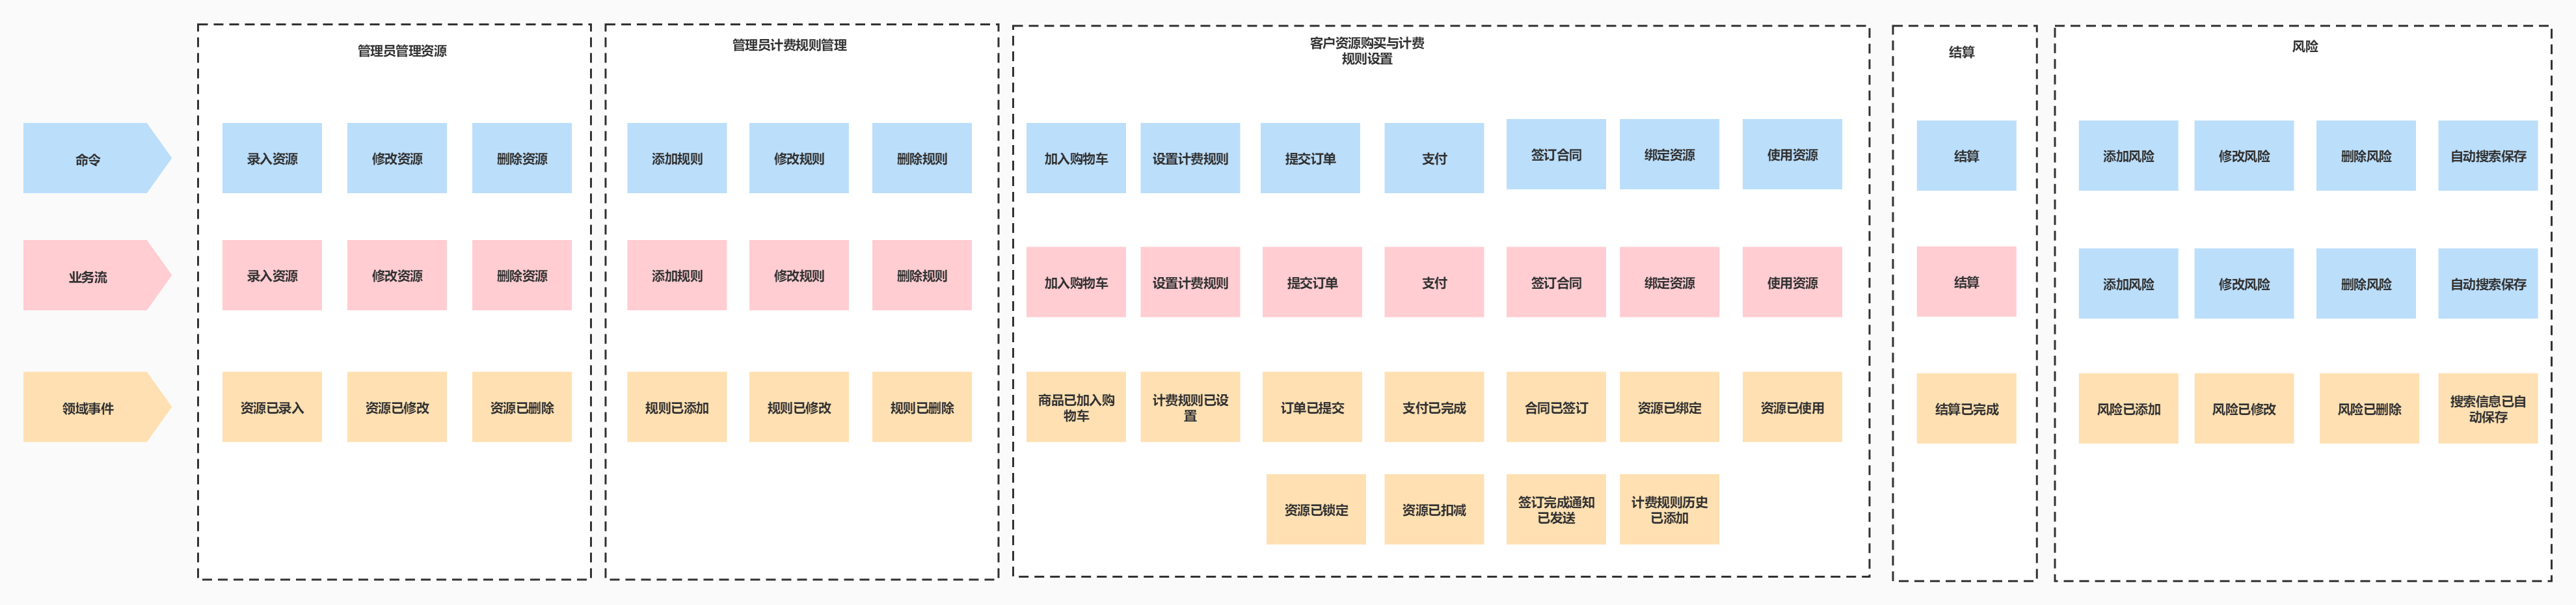 管理员管理资源
管理员计费规则管理
客户资源购买与计费
规则设置
结算
风险
命令
录入资源
修改资源
删除资源
添加规则
修改规则
删除规则
加入购物车
设置计费规则
提交订单
支付
签订合同
绑定资源
使用资源
结算
添加风险
修改风险
删除风险
自动搜索保存
业务流
录入资源
修改资源
删除资源
添加规则
修改规则
删除规则
加入购物车
设置计费规则
提交订单
支付
签订合同
绑定资源
使用资源
结算
添加风险
修改风险
删除风险
自动搜索保存
领域事件
资源已录入
资源已修改
资源已删除
规则已添加
规则已修改
规则已删除
商品已加入购
物车
计费规则已设
置
订单已提交
支付已完成
合同已签订
资源已绑定
资源已使用
结算已完成
风险已添加
风险已修改
风险已删除
搜索信息已自
动保存
资源已锁定
资源已扣减
签订完成通知
已发送
计费规则历史
已添加